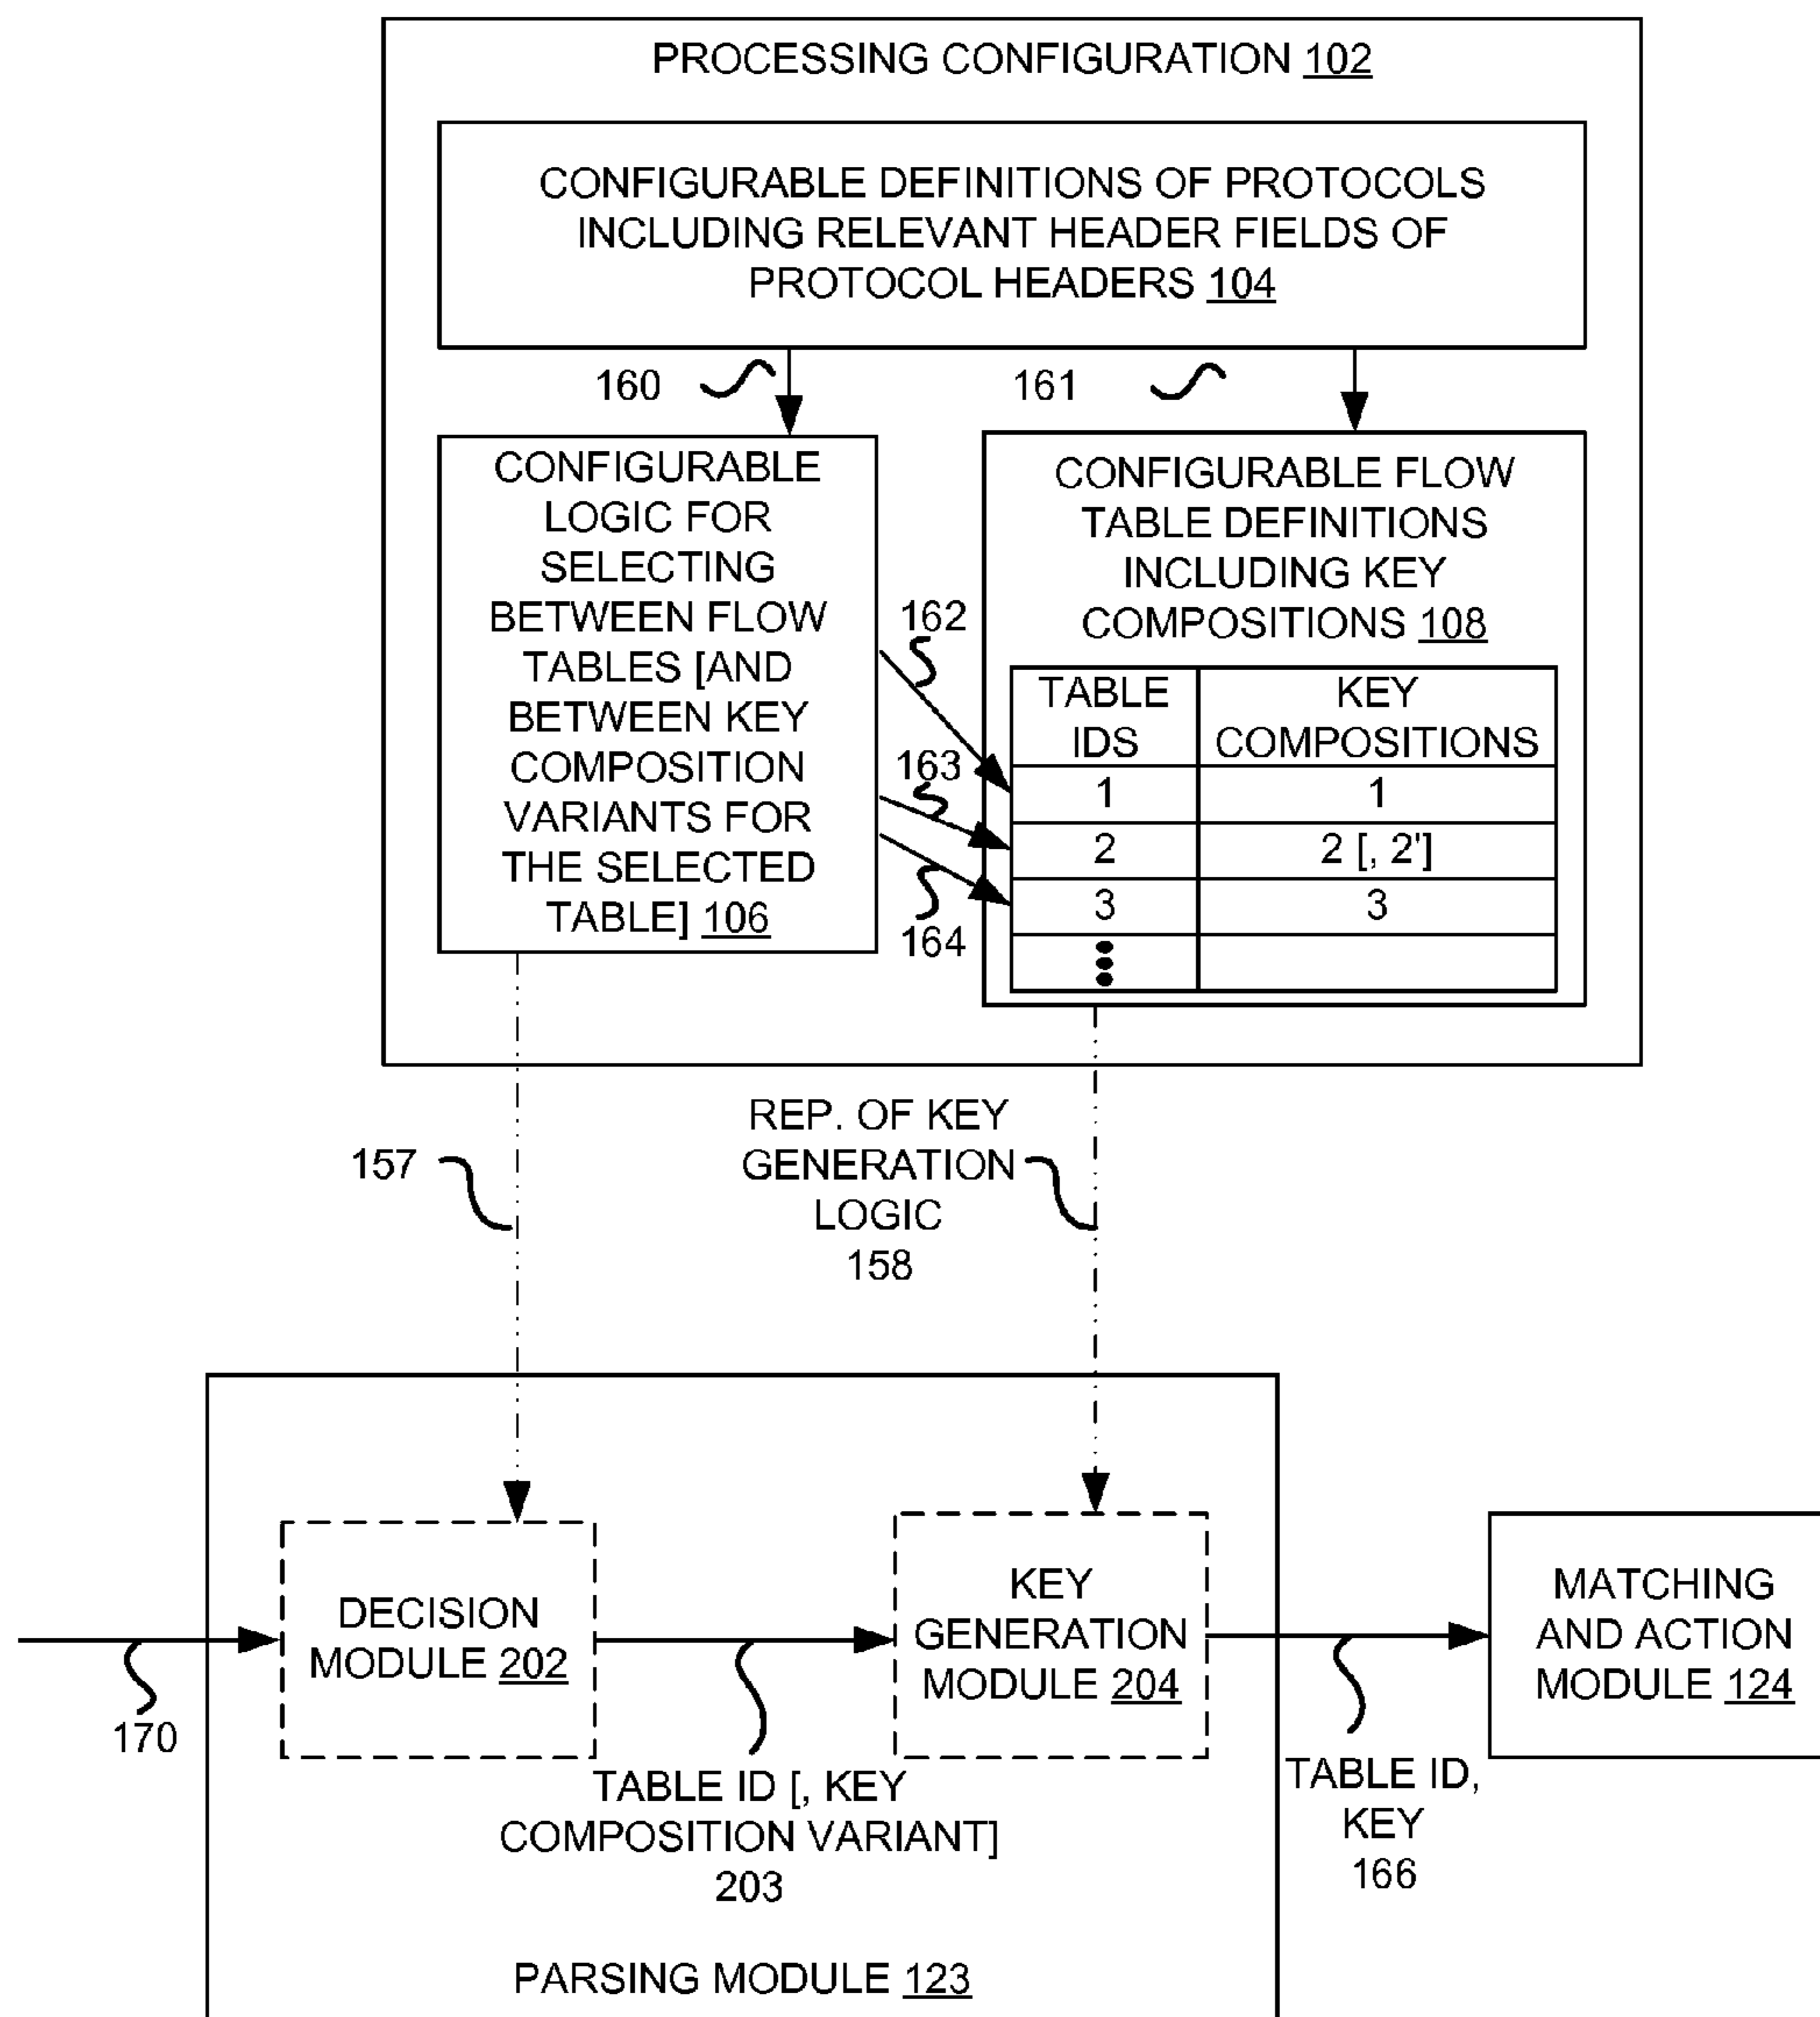 PROCESSING CONFIGURATION 102
CONFIGURABLE DEFINITIONS OF PROTOCOLS
INCLUDING RELEVANT HEADER FIELDS OF
PROTOCOL HEADERS 104
160
161
CONFIGURABLE
LOGIC FOR
SELECTING
BETWEEN FLOW
TABLES [AND
BETWEEN KEY
COMPOSITION
VARIANTS FOR
THE SELECTED
TABLE] 106
162
163
164
CONFIGURABLE FLOW
TABLE DEFINITIONS
INCLUDING KEY
COMPOSITIONS 108
TABLE
IDS
KEY
COMPOSITIONS
1 1
2 2 [, 2']
3 3
157
REP. OF KEY
GENERATION
LOGIC
158
DECISION
MODULE 202
KEY
GENERATION
MODULE 204
MATCHING
AND ACTION
MODULE 124
170
TABLE ID [, KEY
COMPOSITION VARIANT]
203
TABLE ID,
KEY
166
PARSING MODULE 123